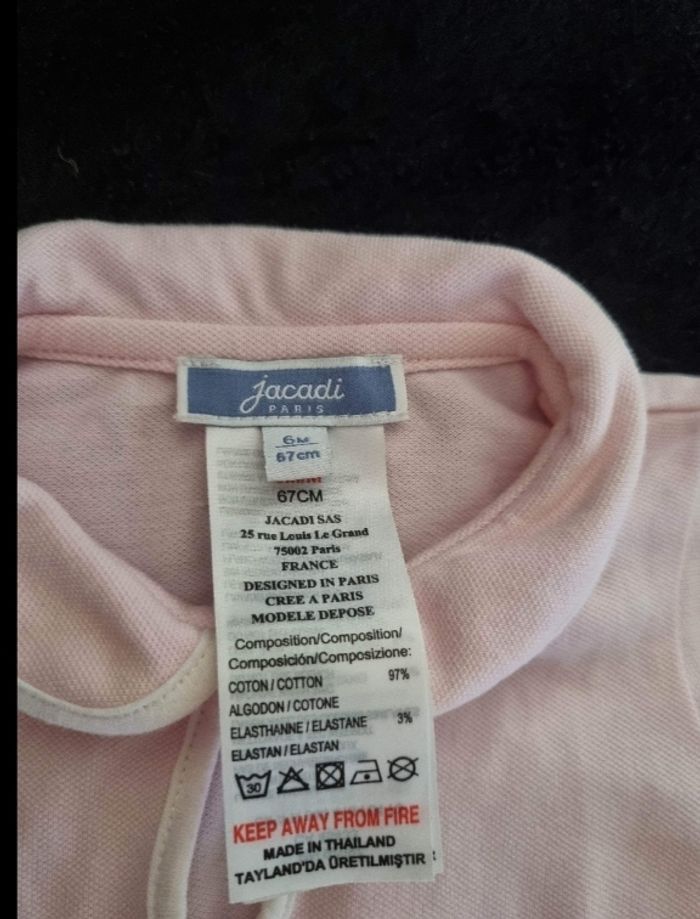 jacadi
PARIS
6M
67cm
67CM
JACADI SAS
25 rue Louis Le Grand
75002 Paris
FRANCE
DESIGNED IN PARIS
CREE A PARIS
MODELE DEPOSE
Composition/Composition/
Composición/Composizione:
COTON / COTTON 97%
ALGODON / COTONE
ELASTHANNE / ELASTANE 3%
ELASTAN / ELASTAN
30
KEEP AWAY FROM FIRE
MADE IN THAILAND
TAYLAND'DA ÜRETILMIŞTIR